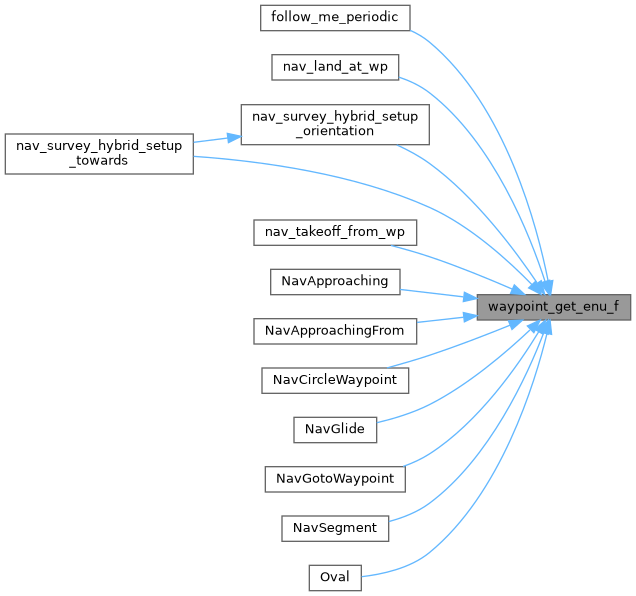 follow_me_periodic
nav_land_at_wp
nav_survey_hybrid_setup
_orientation
nav_survey_hybrid_setup
_towards
nav_takeoff_from_wp
NavApproaching
waypoint_get_enu_f
NavApproachingFrom
NavCircleWaypoint
NavGlide
NavGotoWaypoint
NavSegment
Oval